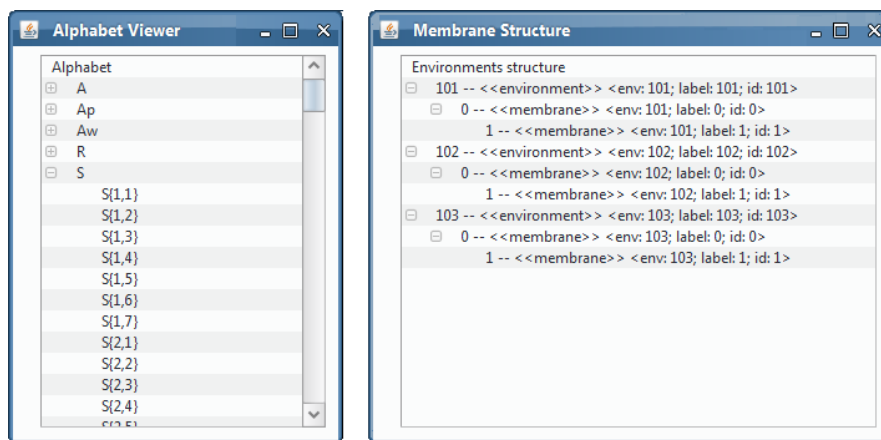 Alphabet Viewer
Alphabet
A
Ap
Aw
R
S
S{1,1}
S{1,2}
S{1,3}
S{1,4}
S{1,5}
S{1,6}
S{1,7}
S{2,1}
S{2,2}
S{2,3}
S{2,4}
S{2,5}
Membrane Structure
Environments structure
101 -- <<environment>> <env: 101; label: 101; id: 101>
0 -- <<membrane>> <env: 101; label: 0; id: 0>
1 -- <<membrane>> <env: 101; label: 1; id: 1>
102 -- <<environment>> <env: 102; label: 102; id: 102>
0 -- <<membrane>> <env: 102; label: 0; id: 0>
1 -- <<membrane>> <env: 102; label: 1; id: 1>
103 -- <<environment>> <env: 103; label: 103; id: 103>
0 -- <<membrane>> <env: 103; label: 0; id: 0>
1 -- <<membrane>> <env: 103; label: 1; id: 1>